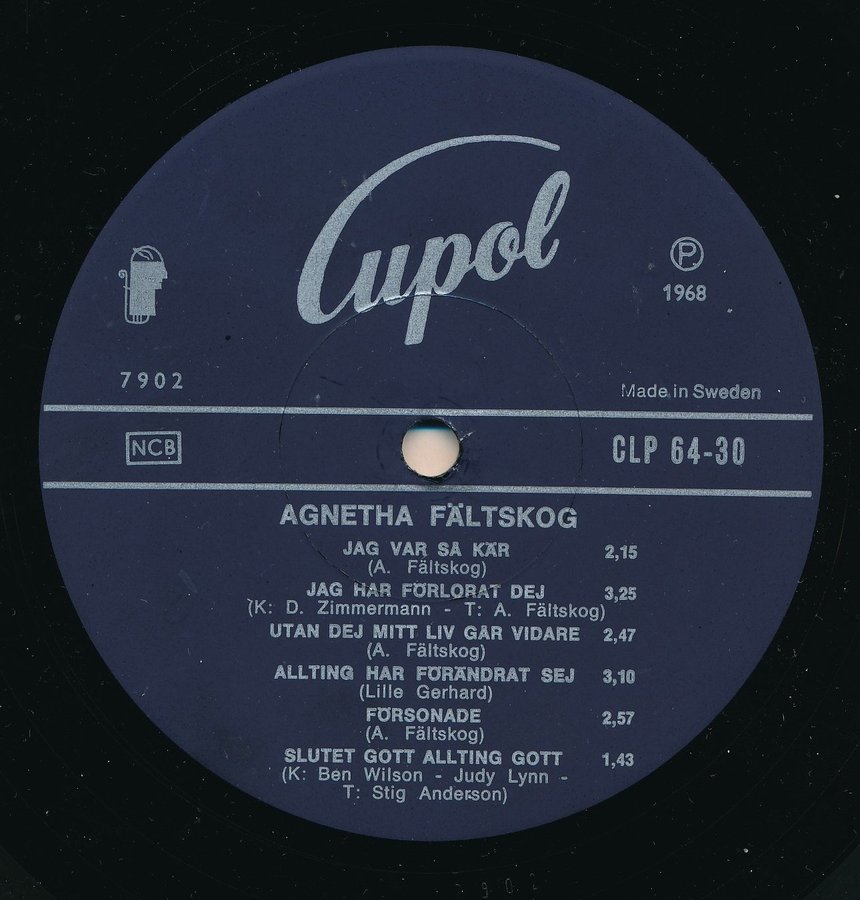 Cupol
Ⓟ
1968
7902
Made in Sweden
NCB
CLP 64-30
AGNETHA FÄLTSKOG
JAG VAR SÅ KÄR 2,15
(A. Fältskog)
JAG HAR FÖRLORAT DEJ 3,25
(K: D. Zimmermann - T: A. Fältskog)
UTAN DEJ MITT LIV GÅR VIDARE 2,47
(A. Fältskog)
ALLTING HAR FÖRÄNDRAT SEJ 3,10
(Lille Gerhard)
FÖRSONADE 2,57
(A. Fältskog)
SLUTET GOTT ALLTING GOTT 1,43
(K: Ben Wilson - Judy Lynn -
T: Stig Anderson)